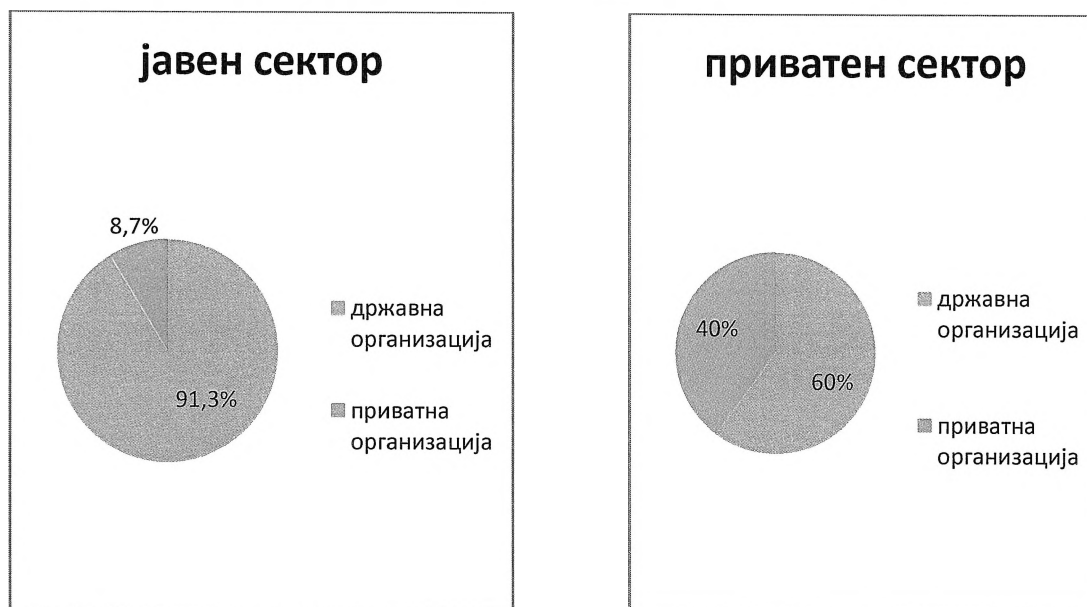 јавен сектор
8,7%
91,3%
државна
организација
приватна
организација
приватен сектор
40%
60%
државна
организација
приватна
организација